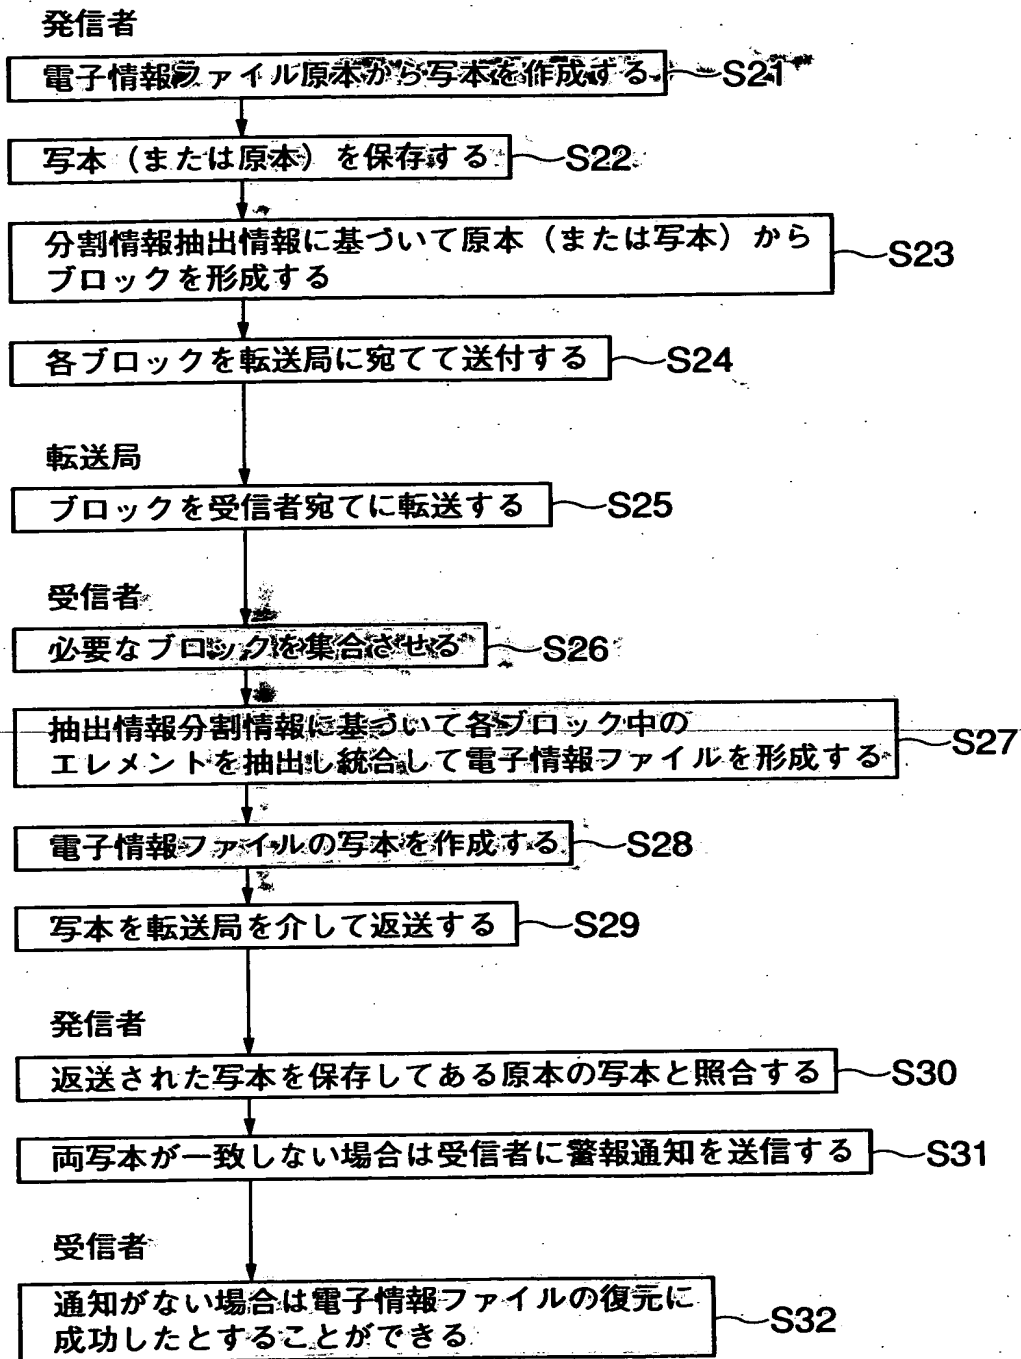 発信者
電子情報ファイル原本から写本を作成する S21
写本（または原本）を保存する S22
分割情報抽出情報に基づいて原本（または写本）から
ブロックを形成する S23
各ブロックを転送局に宛てて送付する S24
転送局
ブロックを受信者宛てに転送する S25
受信者
必要なブロックを集合させる S26
抽出情報分割情報に基づいて各ブロック中の
エレメントを抽出し統合して電子情報ファイルを形成する S27
電子情報ファイルの写本を作成する S28
写本を転送局を介して返送する S29
発信者
返送された写本を保存してある原本の写本と照合する S30
両写本が一致しない場合は受信者に警報通知を送信する S31
受信者
通知がない場合は電子情報ファイルの復元に
成功したとすることができる S32